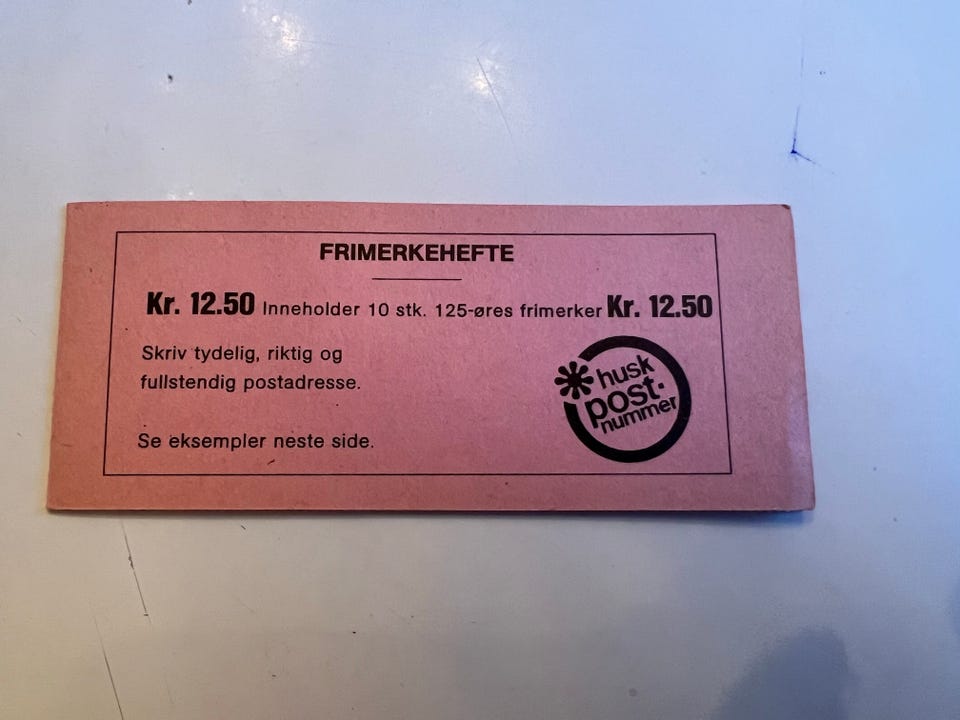 FRIMERKEHEFTE
Kr. 12.50 Inneholder 10 stk. 125-øres frimerker Kr. 12.50
Skriv tydelig, riktig og
fullstendig postadresse.
Se eksempler neste side.
husk
post-
nummer